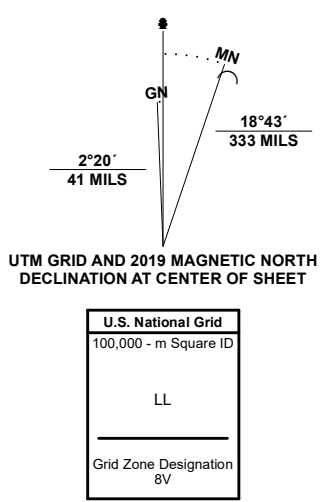 MN
GN
18°43´
333 MILS
2°20´
41 MILS
UTM GRID AND 2019 MAGNETIC NORTH
DECLINATION AT CENTER OF SHEET
U.S. National Grid
100,000 - m Square ID
LL
Grid Zone Designation
8V